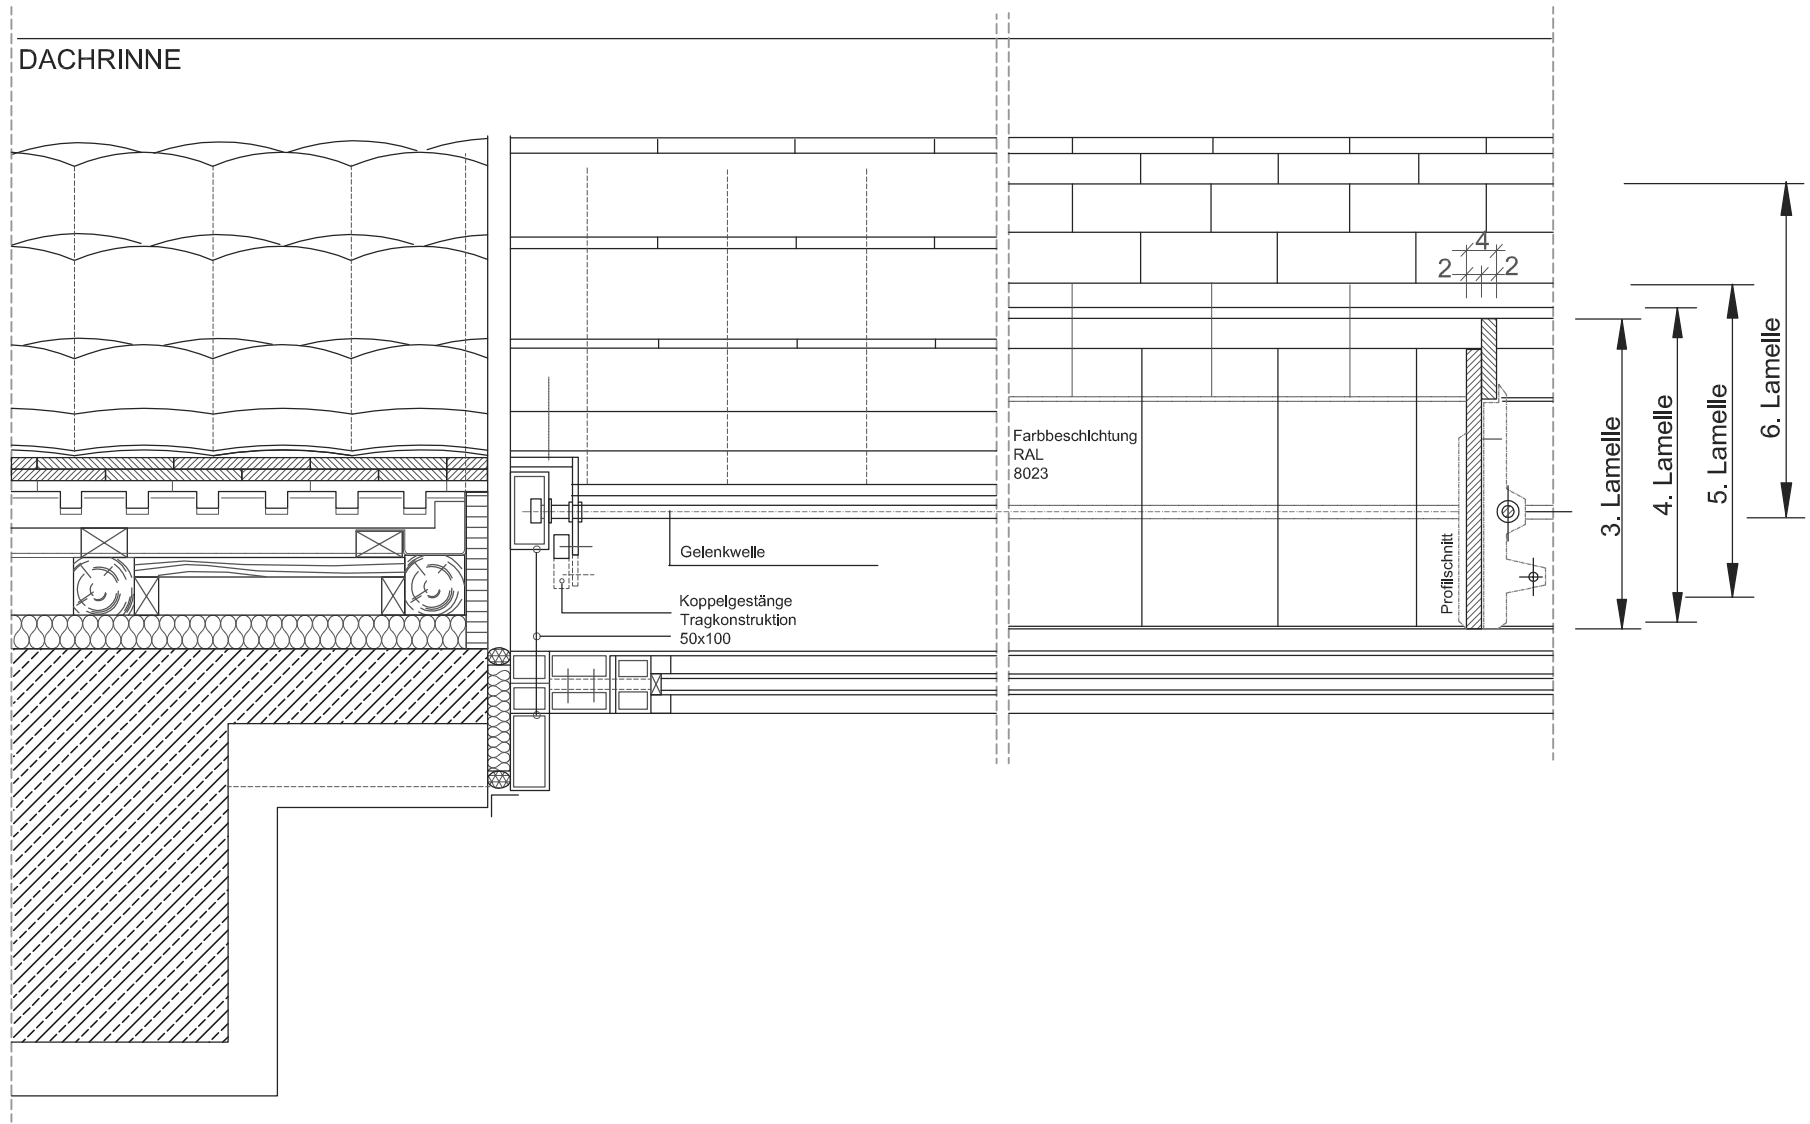 DACHRINNE
4
2 2
Farbbeschichtung
RAL
8023
Gelenkwelle
Koppelgestänge
Tragkonstruktion
50x100
Profilschnitt
3. Lamelle
4. Lamelle
5. Lamelle
6. Lamelle